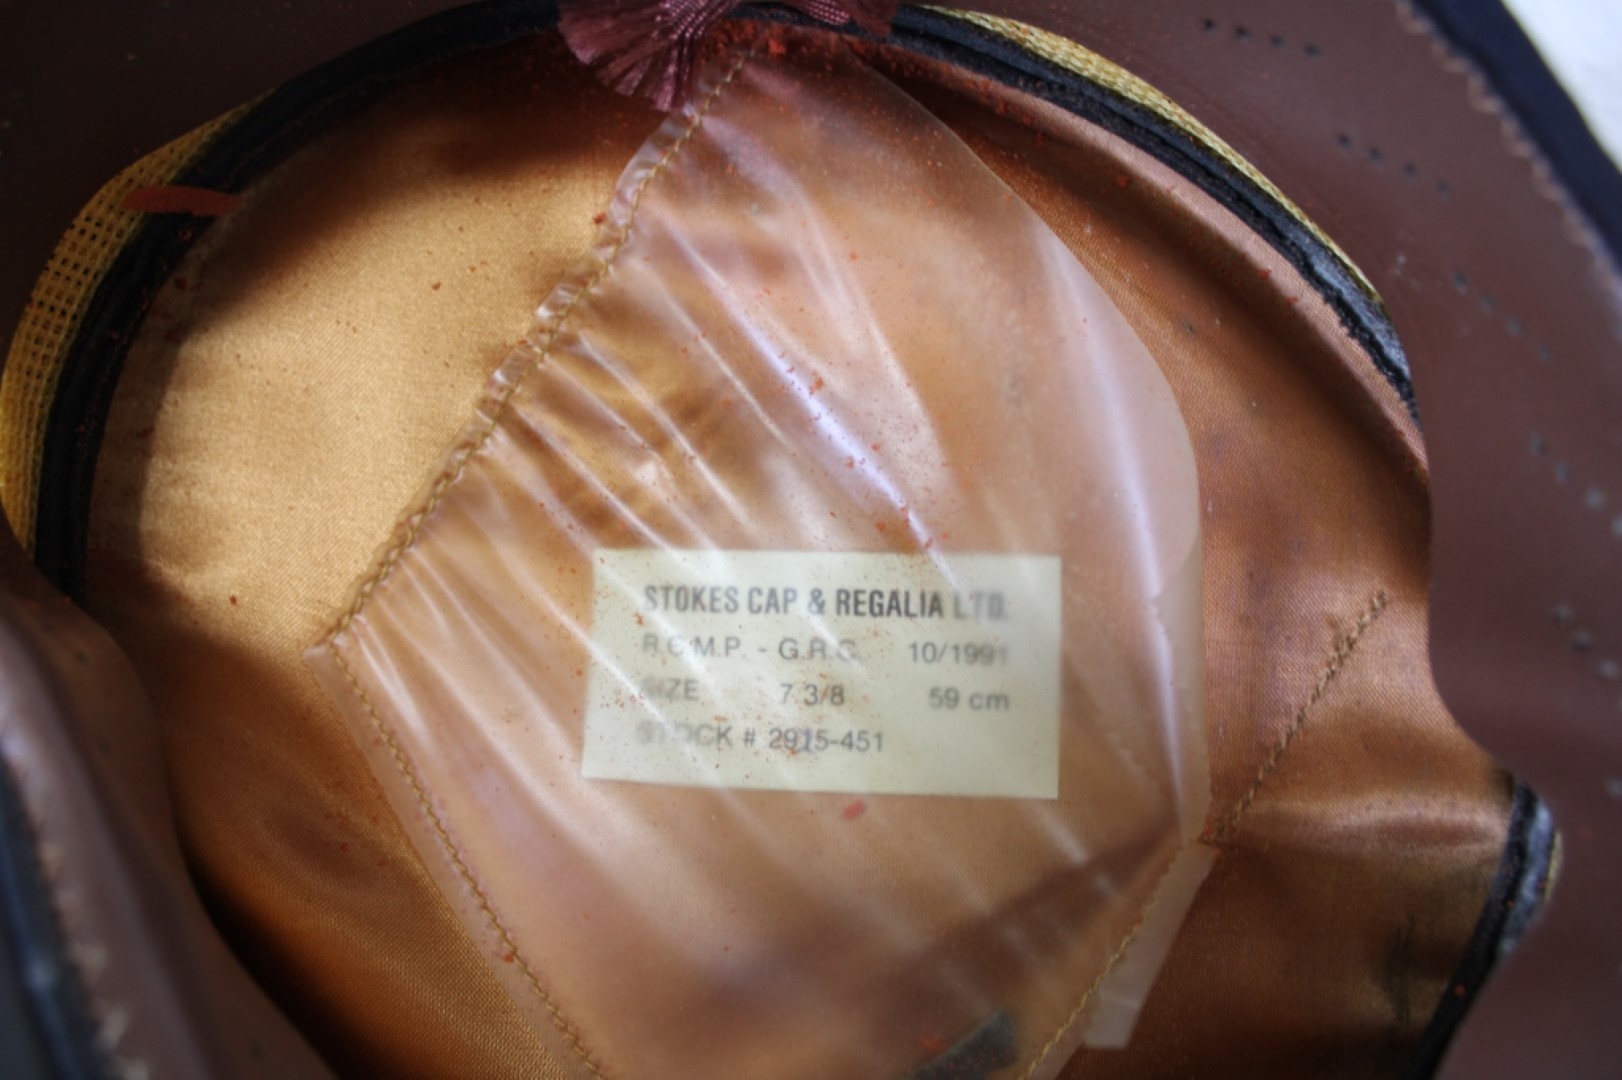 STOKES CAP & REGALIA LTD.
R.C.M.P. - G.R.C. 10/1991
SIZE 7 3/8 59 cm
STOCK # 2915-451